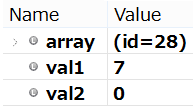 Name Value
array (id=28)
val1 7
val2 0